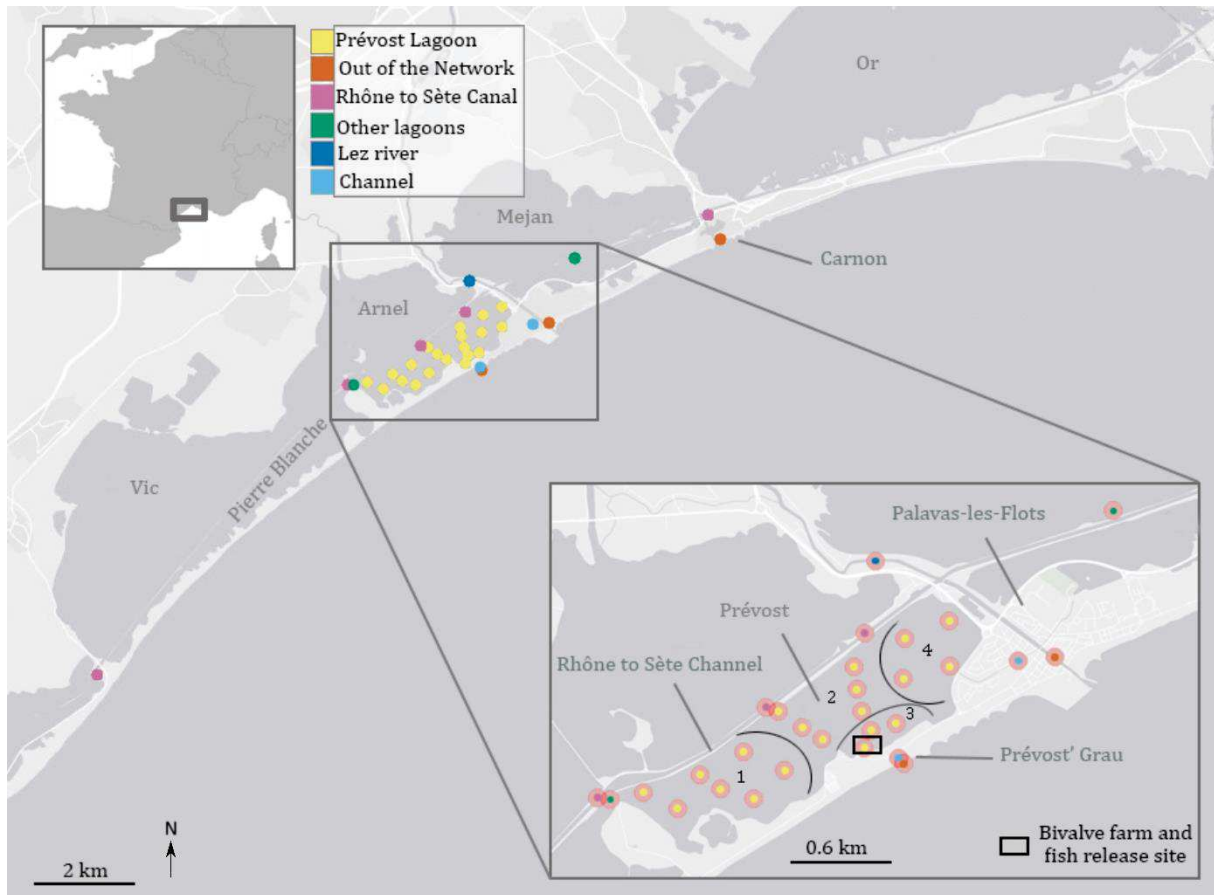 Prévost Lagoon
Out of the Network
Rhône to Sète Canal
Other lagoons
Lez river
Channel
Or
Mejan
Carnon
Arnel
Pierre Blanche
Vic
Palavas-les-Flots
Prévost
Rhône to Sète Channel
4
2
3
1
Prévost' Grau
N
2 km
0.6 km
Bivalve farm and
fish release site